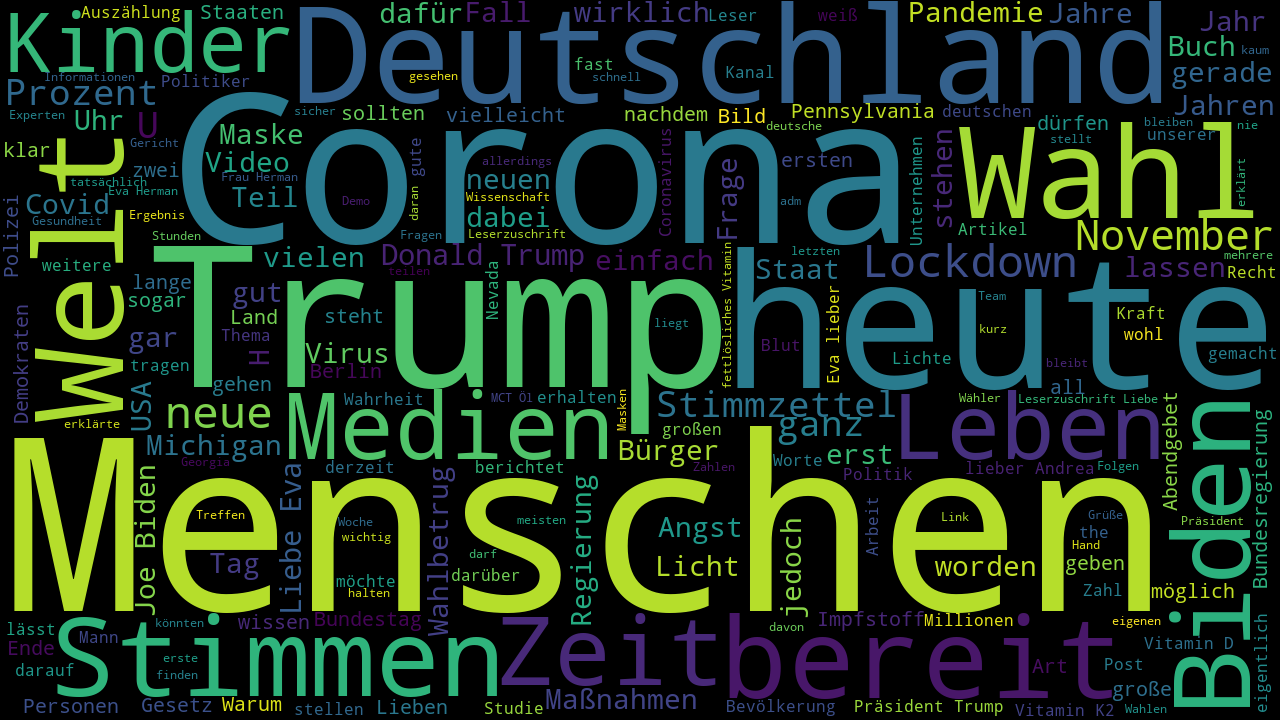 Kinder
Deutschland
Auszählung
Staaten
dafür
Fall
wirklich
Leser
weiß
Pandemie
Jahre
Jahr
Buch
kaum
Informationen
Politiker
gesehen
fast
schnell
Kanal
gerade
Prozent
Experten
Uhr
U
sicher
sollten
vielleicht
nachdem
Bild
Pennsylvania
deutschen
Jahren
deutsche
Corona
Wahl
dürfen
bleiben
unserer
nie
stellt
klar
Gericht
Maske
Video
zwei
gute
allerdings
Coronavirus
ersten
Unternehmen
stehen
erklärt
Welt
tatsächlich
Eva Herman
Frau Herman
Teil
Demo
daran
neuen
Wissenschaft
Frage
adm
Covid
Gesundheit
Ergebnis
dabei
Leserzuschrift
Artikel
November
Polizei
Stunden
Fragen
vielen
Donald Trump
einfach
letzten
Staat
Lockdown
lassen
mehrere
Recht
weitere
teilen
Trump
heute
lange
sogar
gut
Land
Thema
steht
Nevada
liegt
fettlösliches Vitamin
Eva lieber
Team
kurz
Kraft
wohl
gar
H
Virus
Berlin
Blut
Lichte
gemacht
Demokraten
tragen
gehen
bleibt
all
USA
neue
Medien
Wahrheit
MCT Öl
erhalten
Masken
Stimmzettel
Leben
Wähler
Leserzuschrift Liebe
erklärte
Michigan
großen
ganz
Bürger
erst
Georgia
derzeit
berichtet
Zahlen
Worte
Politik
lieber Andrea
Folgen
Abendgebet
Biden
Bundesregierung
Menschen
Joe Biden
Treffen
Liebe Eva
Woche
wichtig
Wahlbetrug
meisten
Regierung
Angst
jedoch
Arbeit
Link
the
Grüße
Hand
Präsident
Tag
möchte
halten
darf
darüber
Licht
worden
geben
Zahl
möglich
lässt
Stimmen
könnten
wissen
Bundestag
Zeit
bereit
davon
Impfstoff
Millionen
eigenen
Ende
Mann
darauf
erste
finden
Art
Post
Vitamin D
eigentlich
Personen
Gesetz
Warum
stellen
Lieben
Studie
Maßnahmen
Bevölkerung
Präsident Trump
Vitamin K2
große
Wahlen